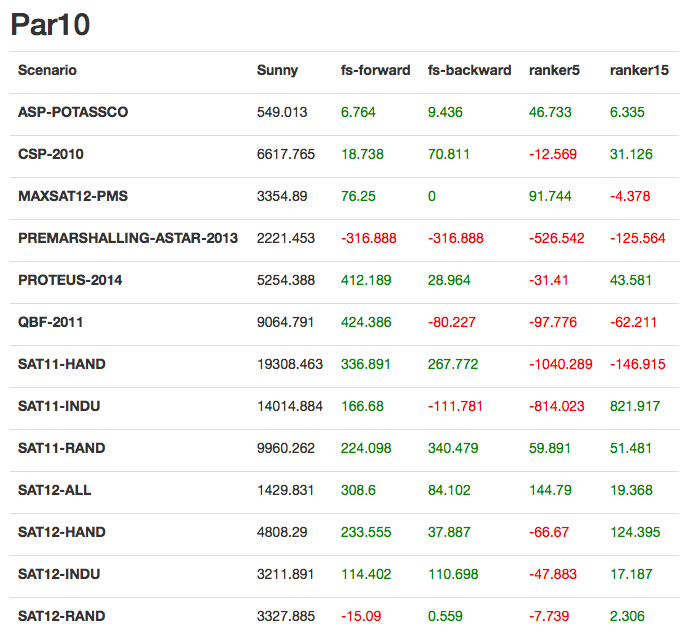 Par10
Scenario Sunny fs-forward fs-backward ranker5 ranker15
ASP-POTASSCO 549.013 6.764 9.436 46.733 6.335
CSP-2010 6617.765 18.738 70.811 -12.569 31.126
MAXSAT12-PMS 3354.89 76.25 0 91.744 -4.378
PREMARSHALLING-ASTAR-2013 2221.453 -316.888 -316.888 -526.542 -125.564
PROTEUS-2014 5254.388 412.189 28.964 -31.41 43.581
QBF-2011 9064.791 424.386 -80.227 -97.776 -62.211
SAT11-HAND 19308.463 336.891 267.772 -1040.289 -146.915
SAT11-INDU 14014.884 166.68 -111.781 -814.023 821.917
SAT11-RAND 9960.262 224.098 340.479 59.891 51.481
SAT12-ALL 1429.831 308.6 84.102 144.79 19.368
SAT12-HAND 4808.29 233.555 37.887 -66.67 124.395
SAT12-INDU 3211.891 114.402 110.698 -47.883 17.187
SAT12-RAND 3327.885 -15.09 0.559 -7.739 2.306